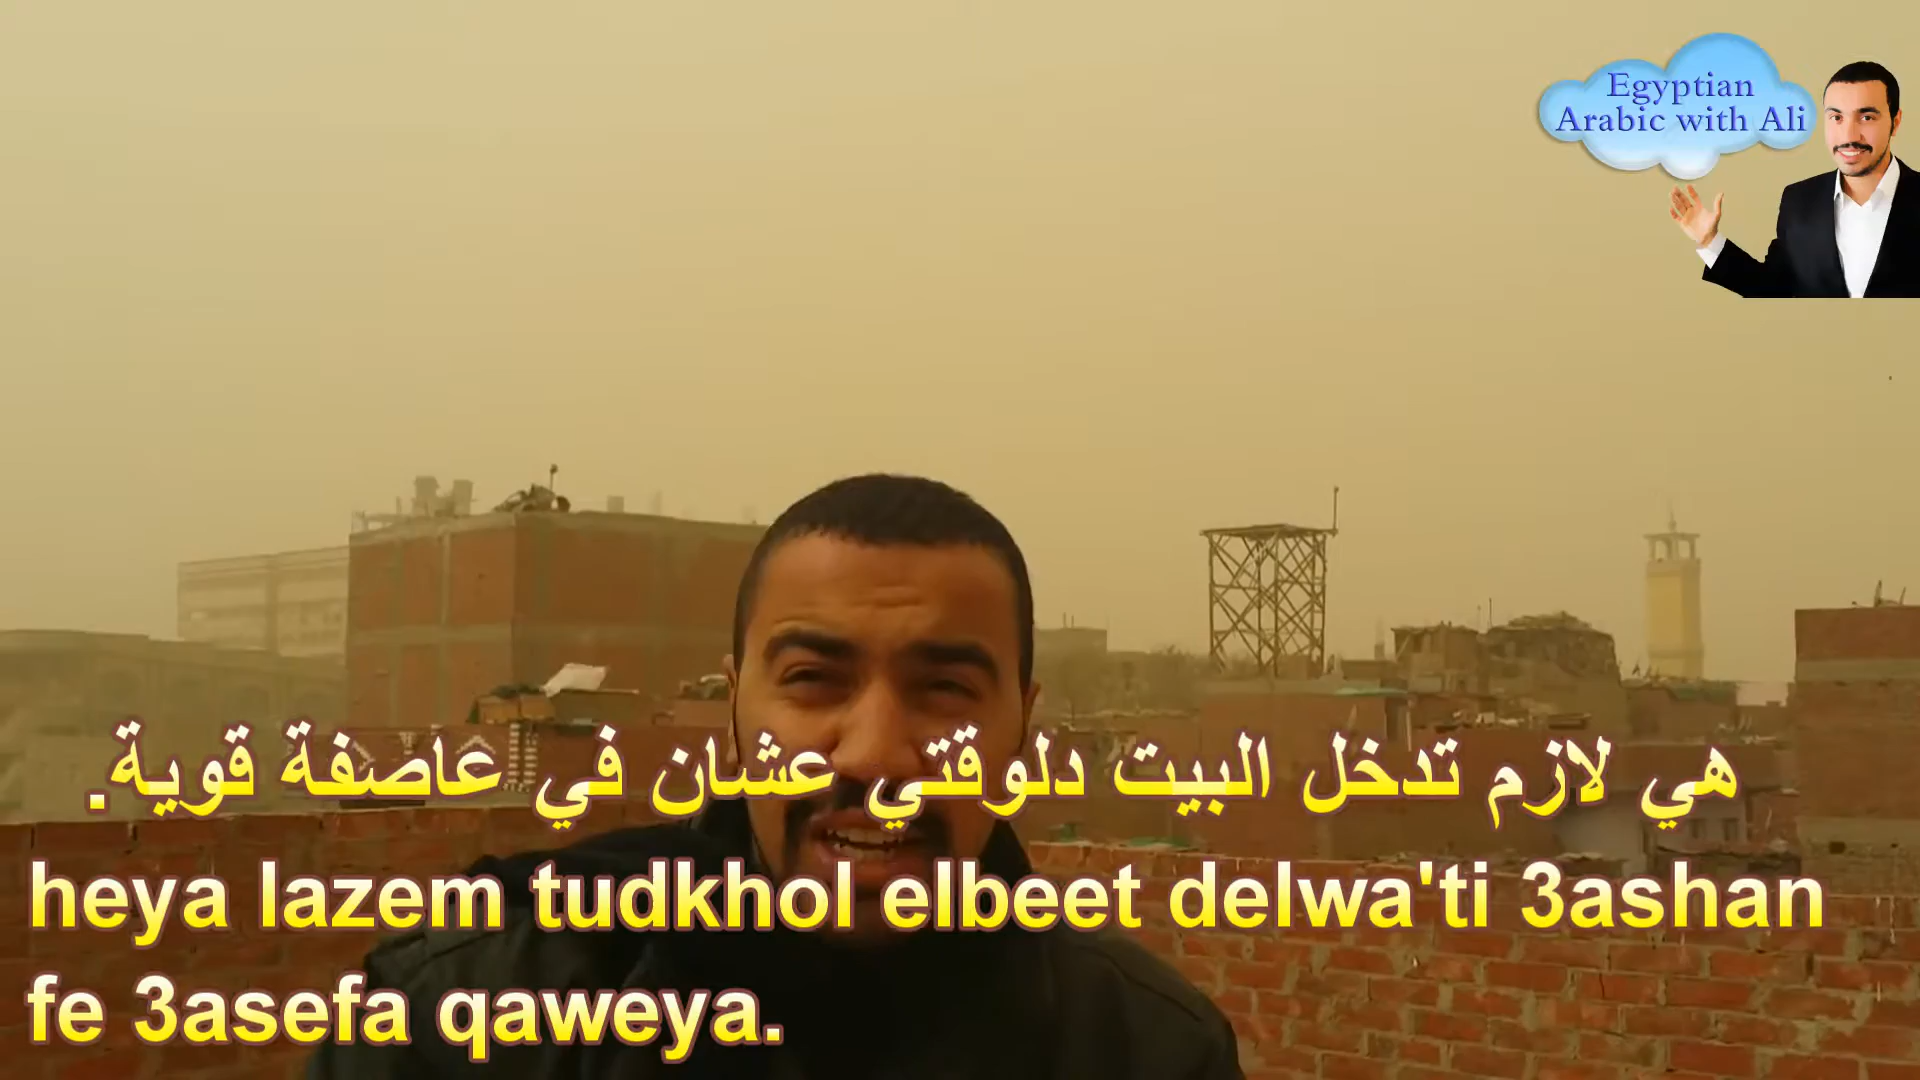 Egyptian
Arabic with Ali
هي لازم تدخل البيت دلوقتي عشان في عاصفة قوية.
heya lazem tudkhol elbeet delwa'ti 3ashan
fe 3asefa qaweya.